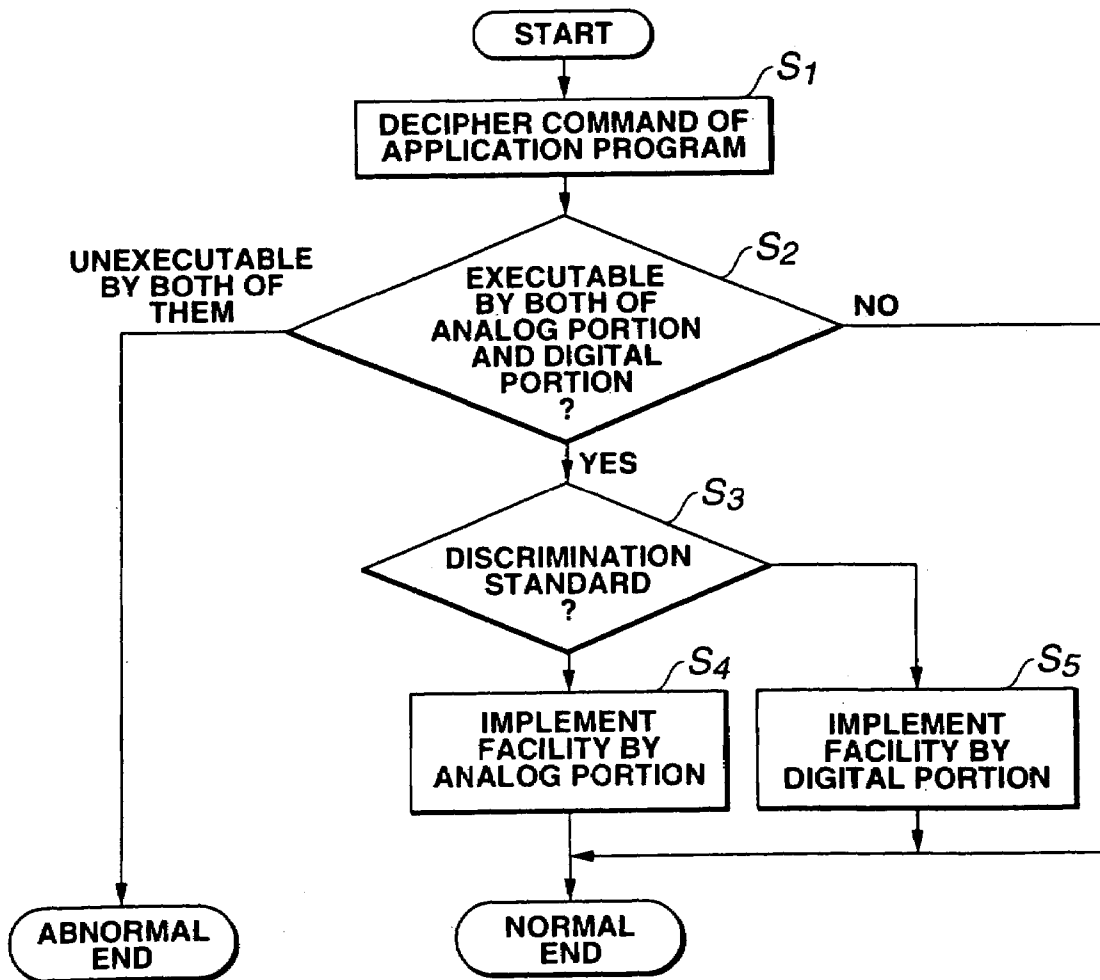 START
S1
DECIPHER COMMAND OF
APPLICATION PROGRAM
S2
UNEXECUTABLE
BY BOTH OF
THEM
EXECUTABLE
BY BOTH OF
ANALOG PORTION
AND DIGITAL
PORTION
?
NO
YES
S3
DISCRIMINATION
STANDARD
?
S4
IMPLEMENT
FACILITY BY
ANALOG PORTION
S5
IMPLEMENT
FACILITY BY
DIGITAL PORTION
ABNORMAL
END
NORMAL
END